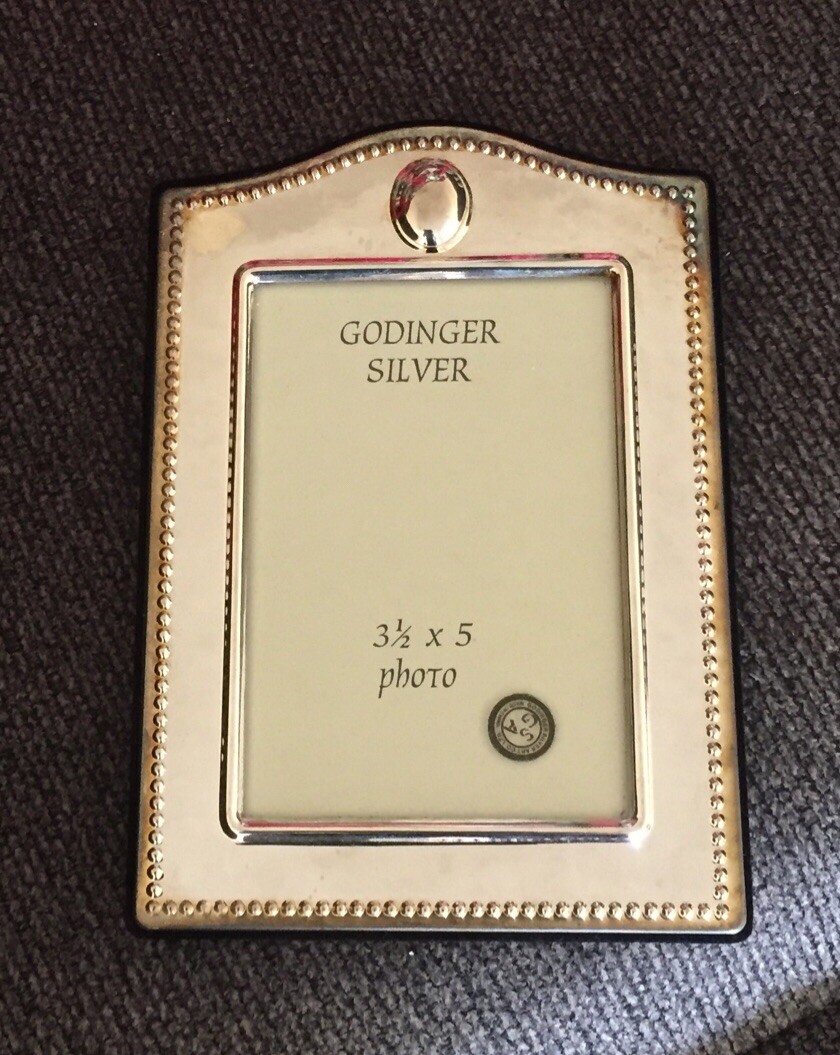 GODINGER
SILVER
3½ x 5
photo